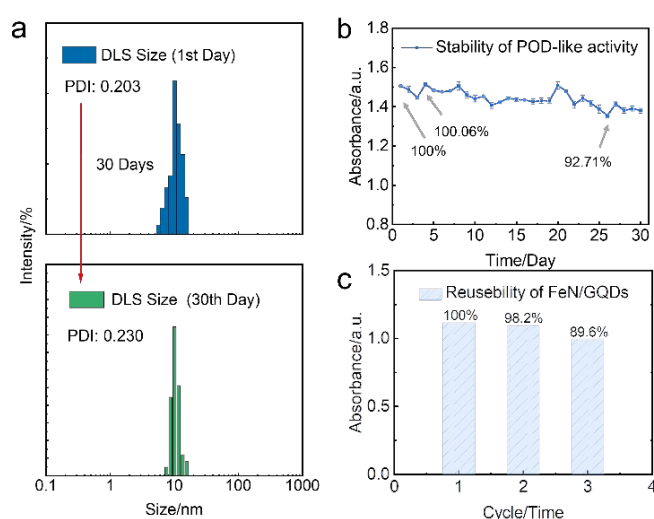 a
DLS Size (1st Day)
PDI: 0.203
30 Days
Intensity/%
DLS Size (30th Day)
PDI: 0.230
0.1 1 10 100 1000
Size/nm
b
Stability of POD-like activity
1.8
1.6
1.4
1.2
1.0
0.8
100.06%
100%
92.71%
Absorbance/a.u.
0 5 10 15 20 25 30
Time/Day
c
Reusebility of FeN/GQDs
1.5
1.0
0.5
0.0
100%
98.2%
89.6%
Absorbance/a.u.
0 1 2 3 4
Cycle/Time